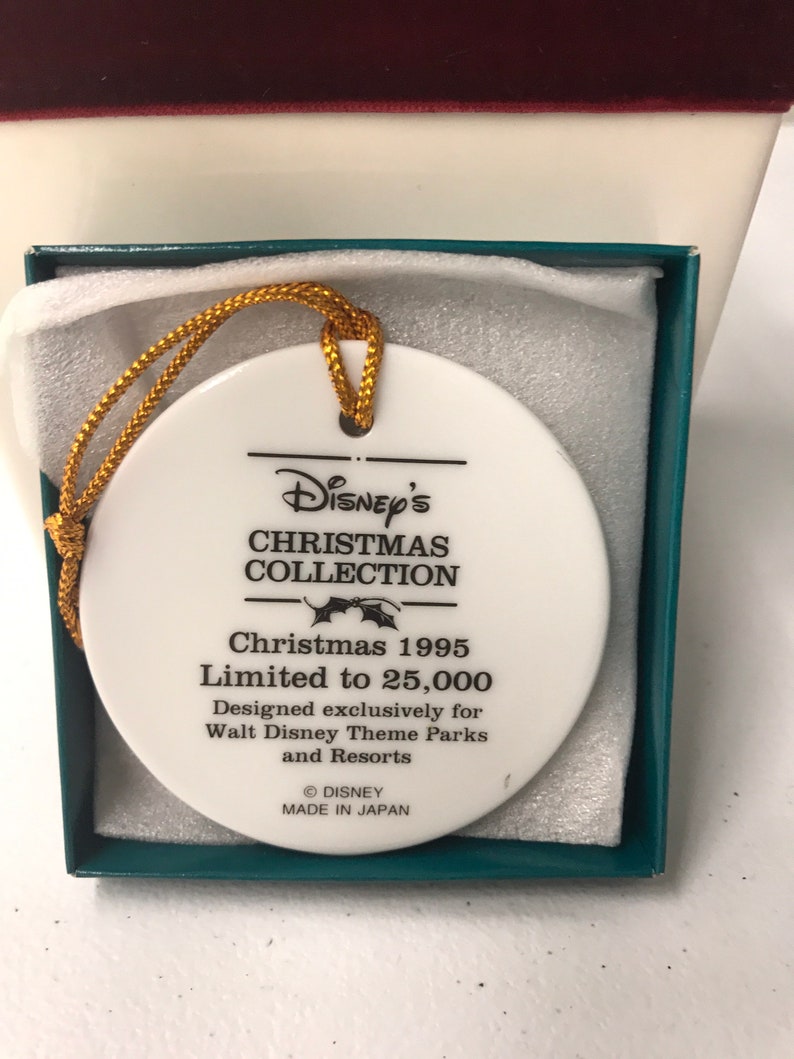 Disney's
CHRISTMAS
COLLECTION
Christmas 1995
Limited to 25,000
Designed exclusively for
Walt Disney Theme Parks
and Resorts
© DISNEY
MADE IN JAPAN